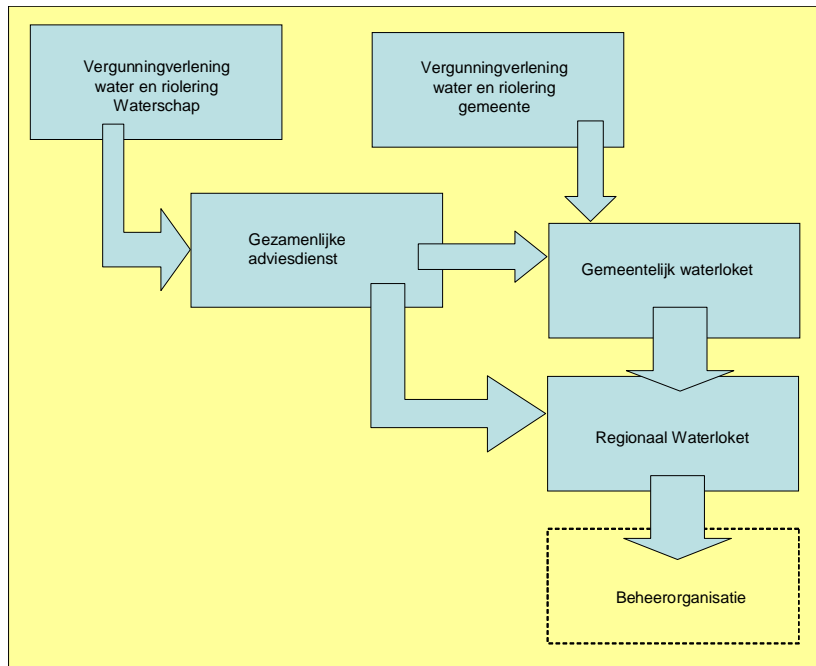 Vergunningverlening
water en riolering
Waterschap
Vergunningverlening
water en riolering
gemeente
Gezamenlijke
adviesdienst
Gemeentelijk waterloket
Regionaal Waterloket
Beheerorganisatie